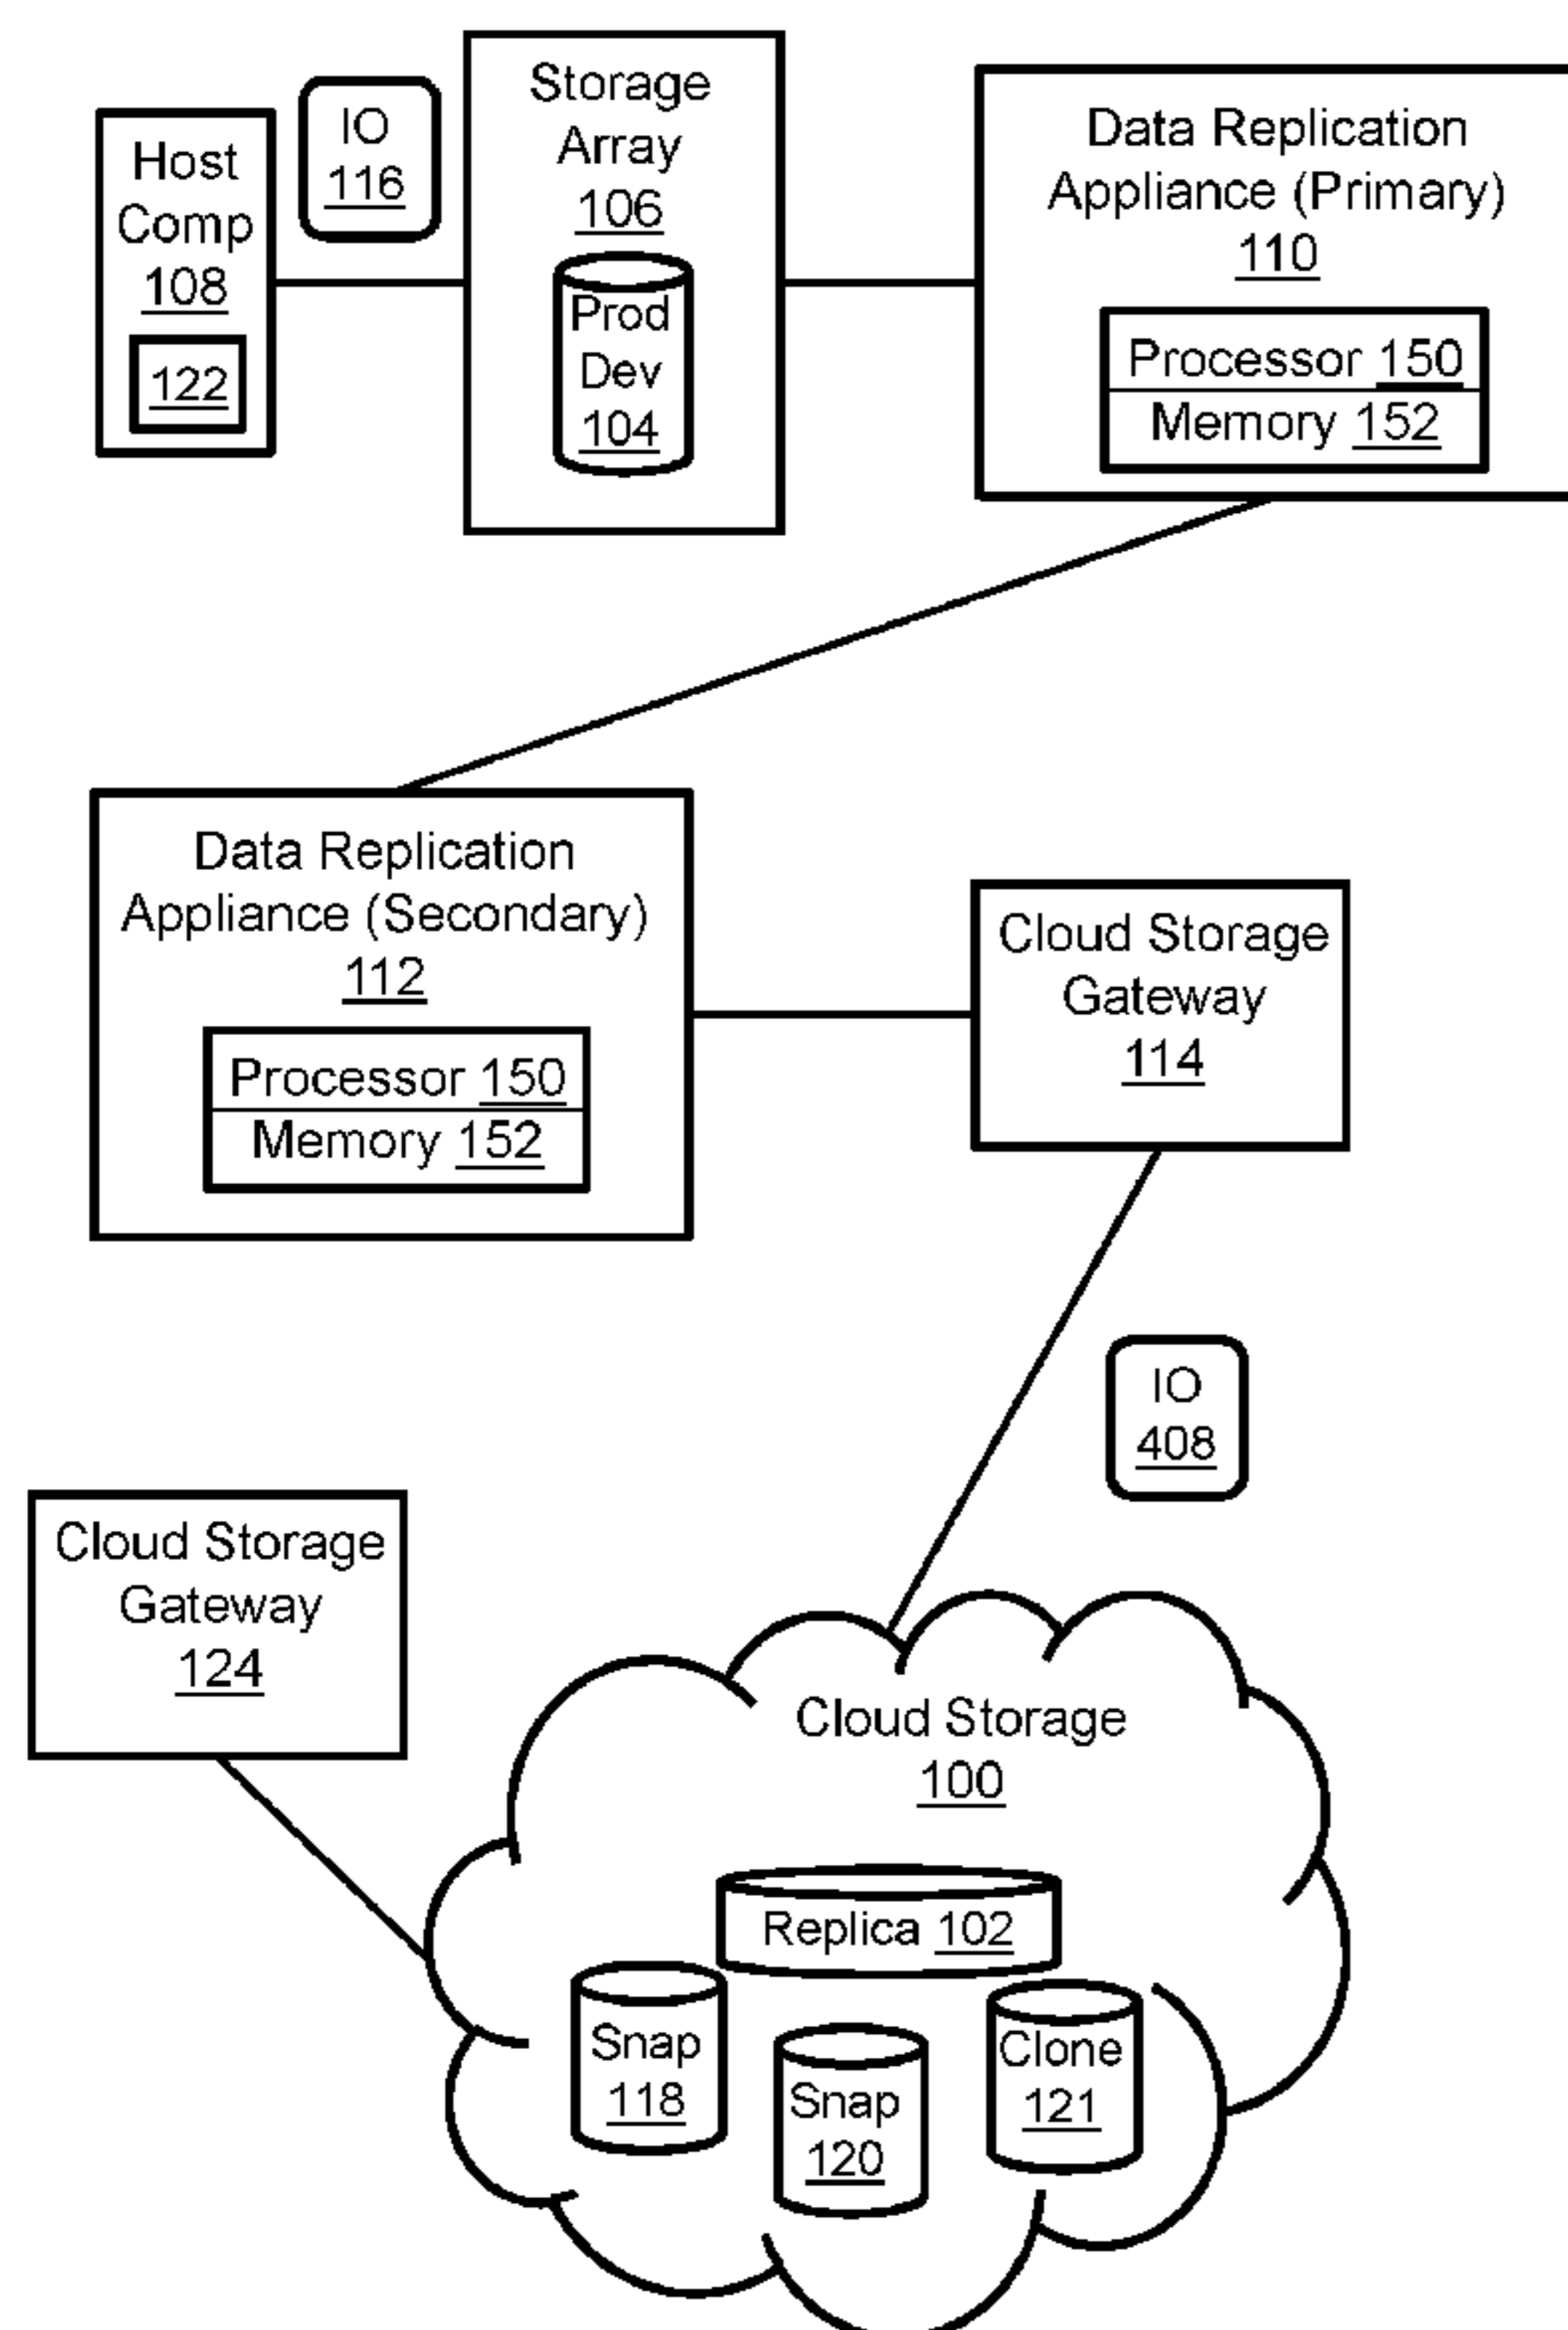 Host
Comp
108
122
IO
116
Storage
Array
106
Prod
Dev
104
Data Replication
Appliance (Primary)
110
Processor 150
Memory 152
Data Replication
Appliance (Secondary)
112
Processor 150
Memory 152
Cloud Storage
Gateway
114
IO
408
Cloud Storage
Gateway
124
Cloud Storage
100
Replica 102
Snap
118
Snap
120
Clone
121